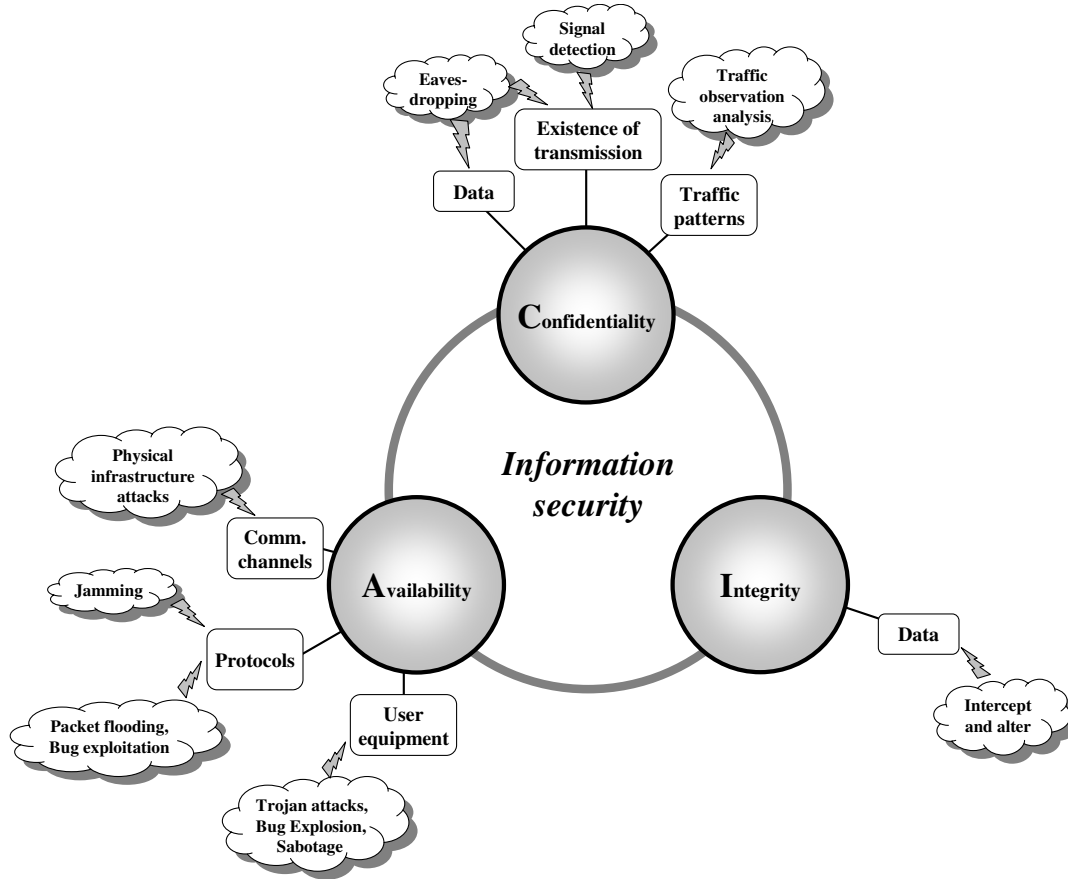 Signal
detection
Eaves-
dropping
Traffic
observation
analysis
Existence of
transmission
Data
Traffic
patterns
Confidentiality
Information
security
Physical
infrastructure
attacks
Comm.
channels
Availability
Integrity
Jamming
Protocols
Data
Packet flooding,
Bug exploitation
User
equipment
Intercept
and alter
Trojan attacks,
Bug Explosion,
Sabotage